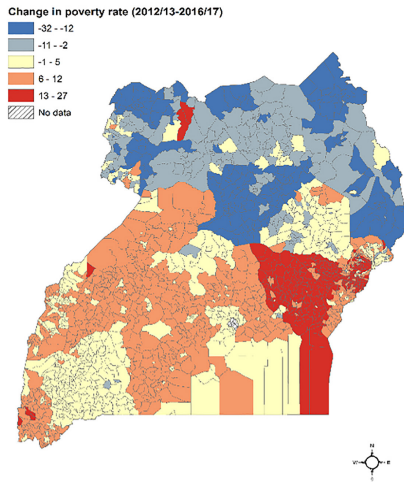 Change in poverty rate (2012/13-2016/17)
-32 - -12
-11 - -2
-1 - 5
6 - 12
13 - 27
No data
N
W E
S